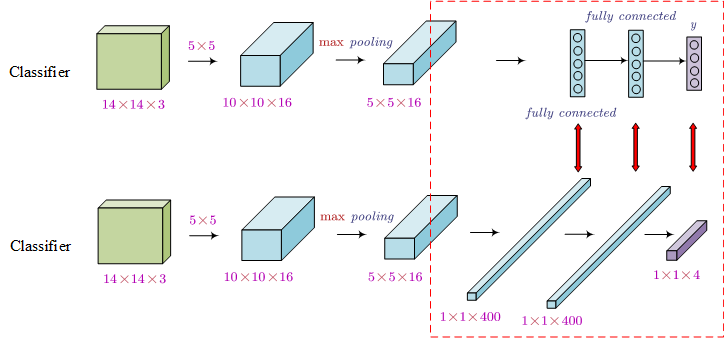 fully connected
y
5×5
max pooling
Classifier
14×14×3
10×10×16
5×5×16
fully connected
5×5
max pooling
Classifier
14×14×3
10×10×16
5×5×16
1×1×4
1×1×400
1×1×400